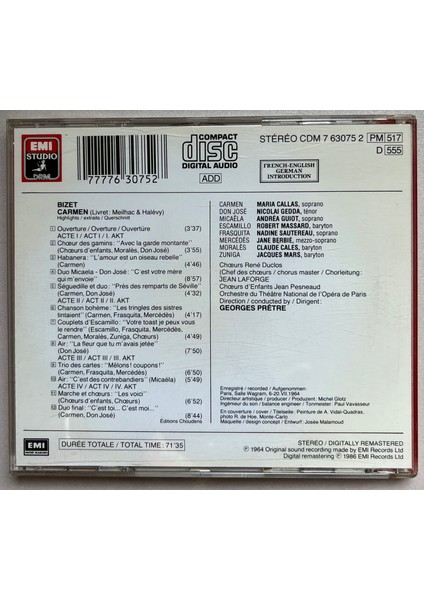 EMI
STUDIO
DRM
77776 30752
COMPACT
disc
DIGITAL AUDIO
ADD
STÉRÉO CDM 7 63075 2 PM 517
D 555
FRENCH-ENGLISH
GERMAN
INTRODUCTION
BIZET
CARMEN (Livret: Meilhac & Halévy)
Highlights / extraits / Querschnitt
1 Ouverture / Overture / Ouvertüre (3'37)
ACTE I / ACT I / I. AKT
2 Chœur des gamins: "Avec la garde montante"
(Chœurs d'enfants, Moralès, Don José) (3'55)
3 Habanera: "L'amour est un oiseau rebelle"
(Carmen) (4'46)
4 Duo Micaela - Don José: "C'est votre mère
qui m'envoie" (5'57)
5 Séguedille et duo: "Près des remparts de Séville"
(Carmen, Don José) (4'32)
ACTE II / ACT II / II. AKT
6 Chanson bohème: "Les tringles des sistres
tintaient" (Carmen, Frasquita, Mercédès) (4'17)
7 Couplets d'Escamillo: "Votre toast je peux vous
le rendre" (Escamillo, Frasquita, Mercédès,
Carmen, Moralès, Zuniga, Chœurs) (4'49)
8 Air: "La fleur que tu m'avais jetée"
(Don José) (7'50)
ACTE III / ACT III / III. AKT
9 Trio des cartes: "Mêlons! coupons!"
(Carmen, Frasquita, Mercédès) (6'50)
10 Air: "C'est des contrebandiers" (Micaëla) (5'49)
ACTE IV / ACT IV / IV. AKT
11 Marche et chœurs: "Les voici"
(Chœurs d'enfants, Chœurs) (6'52)
12 Duo final: "C'est toi... C'est moi..."
(Carmen, Don José) (8'44)
Éditions Choudens
CARMEN MARIA CALLAS, soprano
DON JOSÉ NICOLAI GEDDA, ténor
MICAËLA ANDRÉA GUIOT, soprano
ESCAMILLO ROBERT MASSARD, baryton
FRASQUITA NADINE SAUTEREAU, soprano
MERCÉDÈS JANE BERBIÉ, mezzo-soprano
MORALÈS CLAUDE CALÈS, baryton
ZUNIGA JACQUES MARS, baryton
Chœurs René Duclos
(Chef des chœurs / chorus master / Chorleitung:
JEAN LAFORGE)
Chœurs d'Enfants Jean Pesneaud
Orchestre du Théâtre National de l'Opéra de Paris
Direction / conducted by / Dirigent:
GEORGES PRÊTRE
Enregistré / recorded / Aufgenommen:
Paris, Salle Wagram, 6-20.VII.1964
Directeur artistique / producer / Produktion: Michel Glotz
Ingénieur du son / balance engineer / Tonmeister: Paul Vavasseur
En couverture / cover / Titelseite: Peinture de A. Vidal-Quadras,
photo R. de Hoe, Monte-Carlo.
Maquette / design concept / Entwurf: Josée Malamoud
EMI
DURÉE TOTALE / TOTAL TIME: 71'35
STEREO / DIGITALLY REMASTERED
℗ 1964 Original sound recording made by EMI Records Ltd
Digital remastering ℗ 1986 by EMI Records Ltd